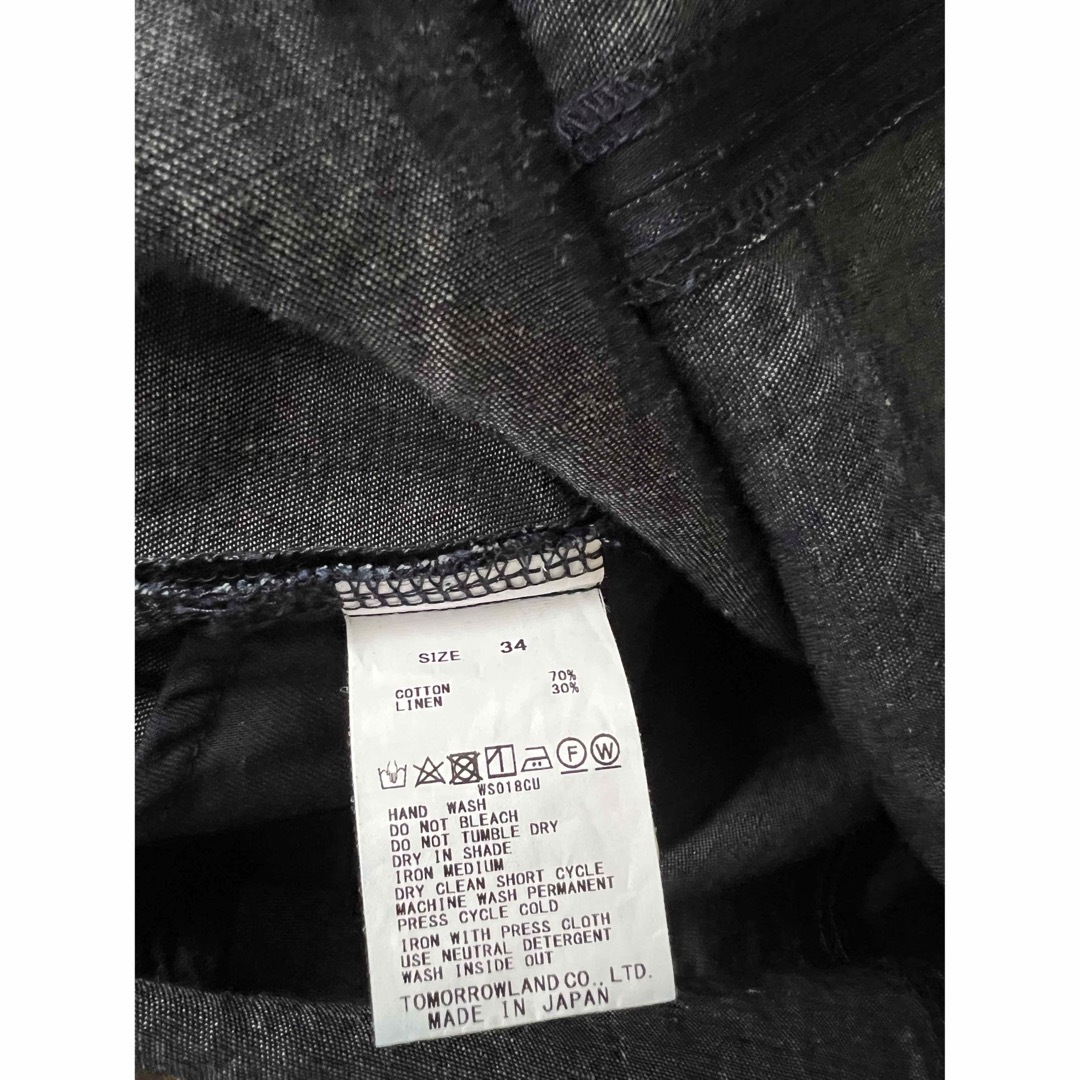 SIZE 34
COTTON 70%
LINEN 30%
F W
WS018CU
HAND WASH
DO NOT BLEACH
DO NOT TUMBLE DRY
DRY IN SHADE
IRON MEDIUM
DRY CLEAN SHORT CYCLE
MACHINE WASH PERMANENT
PRESS CYCLE COLD
IRON WITH PRESS CLOTH
USE NEUTRAL DETERGENT
WASH INSIDE OUT
TOMORROWLAND CO., LTD.
MADE IN JAPAN